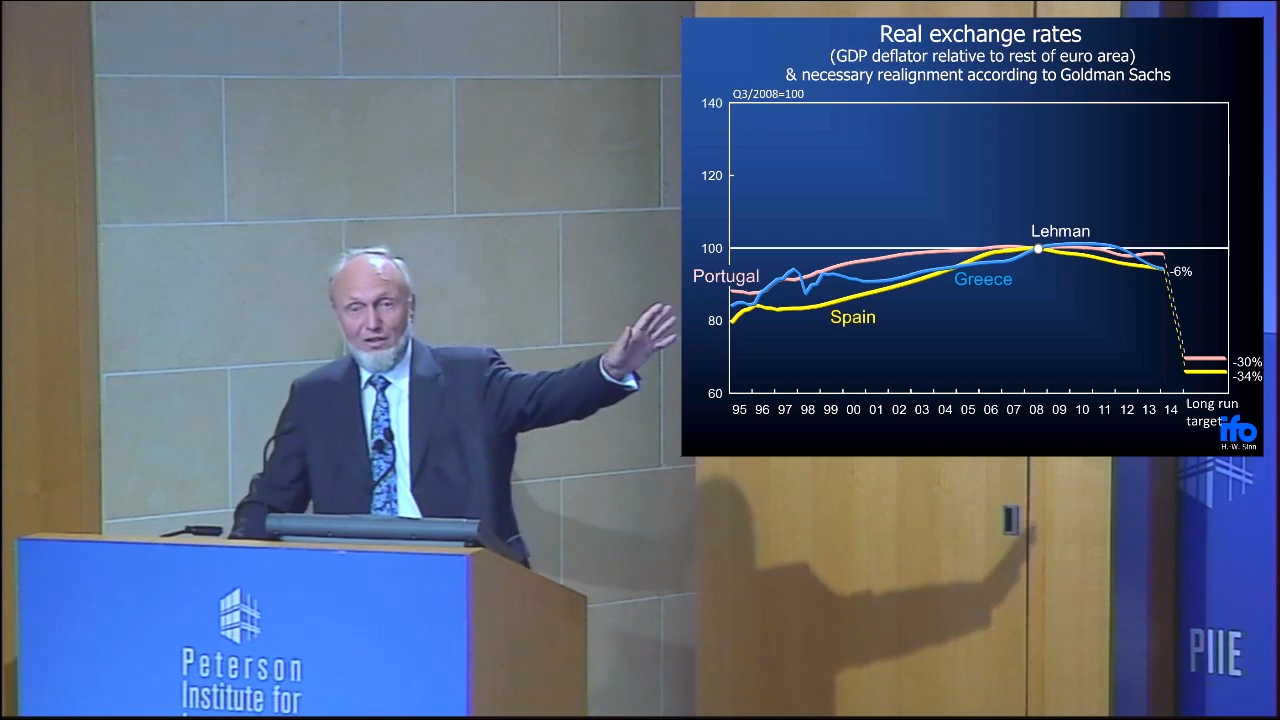 Real exchange rates
(GDP deflator relative to rest of euro area)
& necessary realignment according to Goldman Sachs
Q3/2008=100
140
120
100
80
60
Lehman
Portugal
Greece
Spain
-6%
-30%
-34%
95 96 97 98 99 00 01 02 03 04 05 06 07 08 09 10 11 12 13 14
Long run
target
ifo
H.-W. Sinn
Peterson
Institute for
PIIE